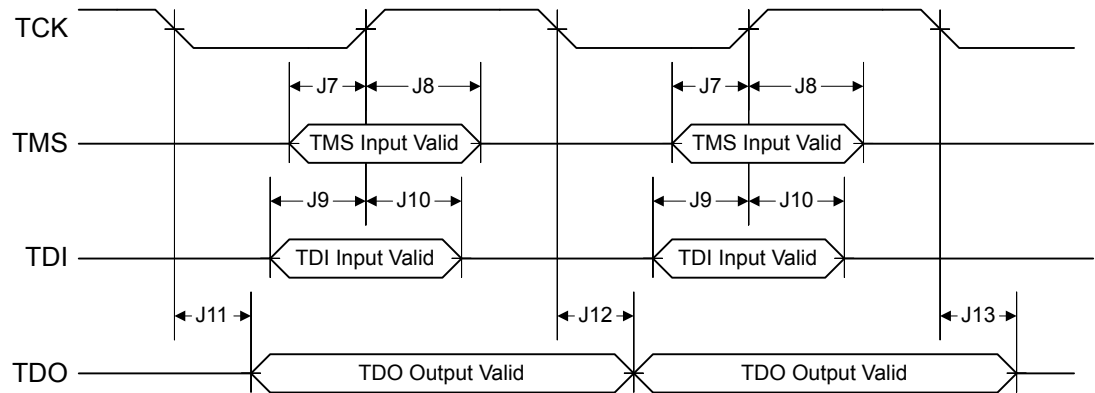 TCK
J7 J8 J7 J8
TMS TMS Input Valid TMS Input Valid
J9 J10 J9 J10
TDI TDI Input Valid TDI Input Valid
J11 J12 J13
TDO TDO Output Valid TDO Output Valid